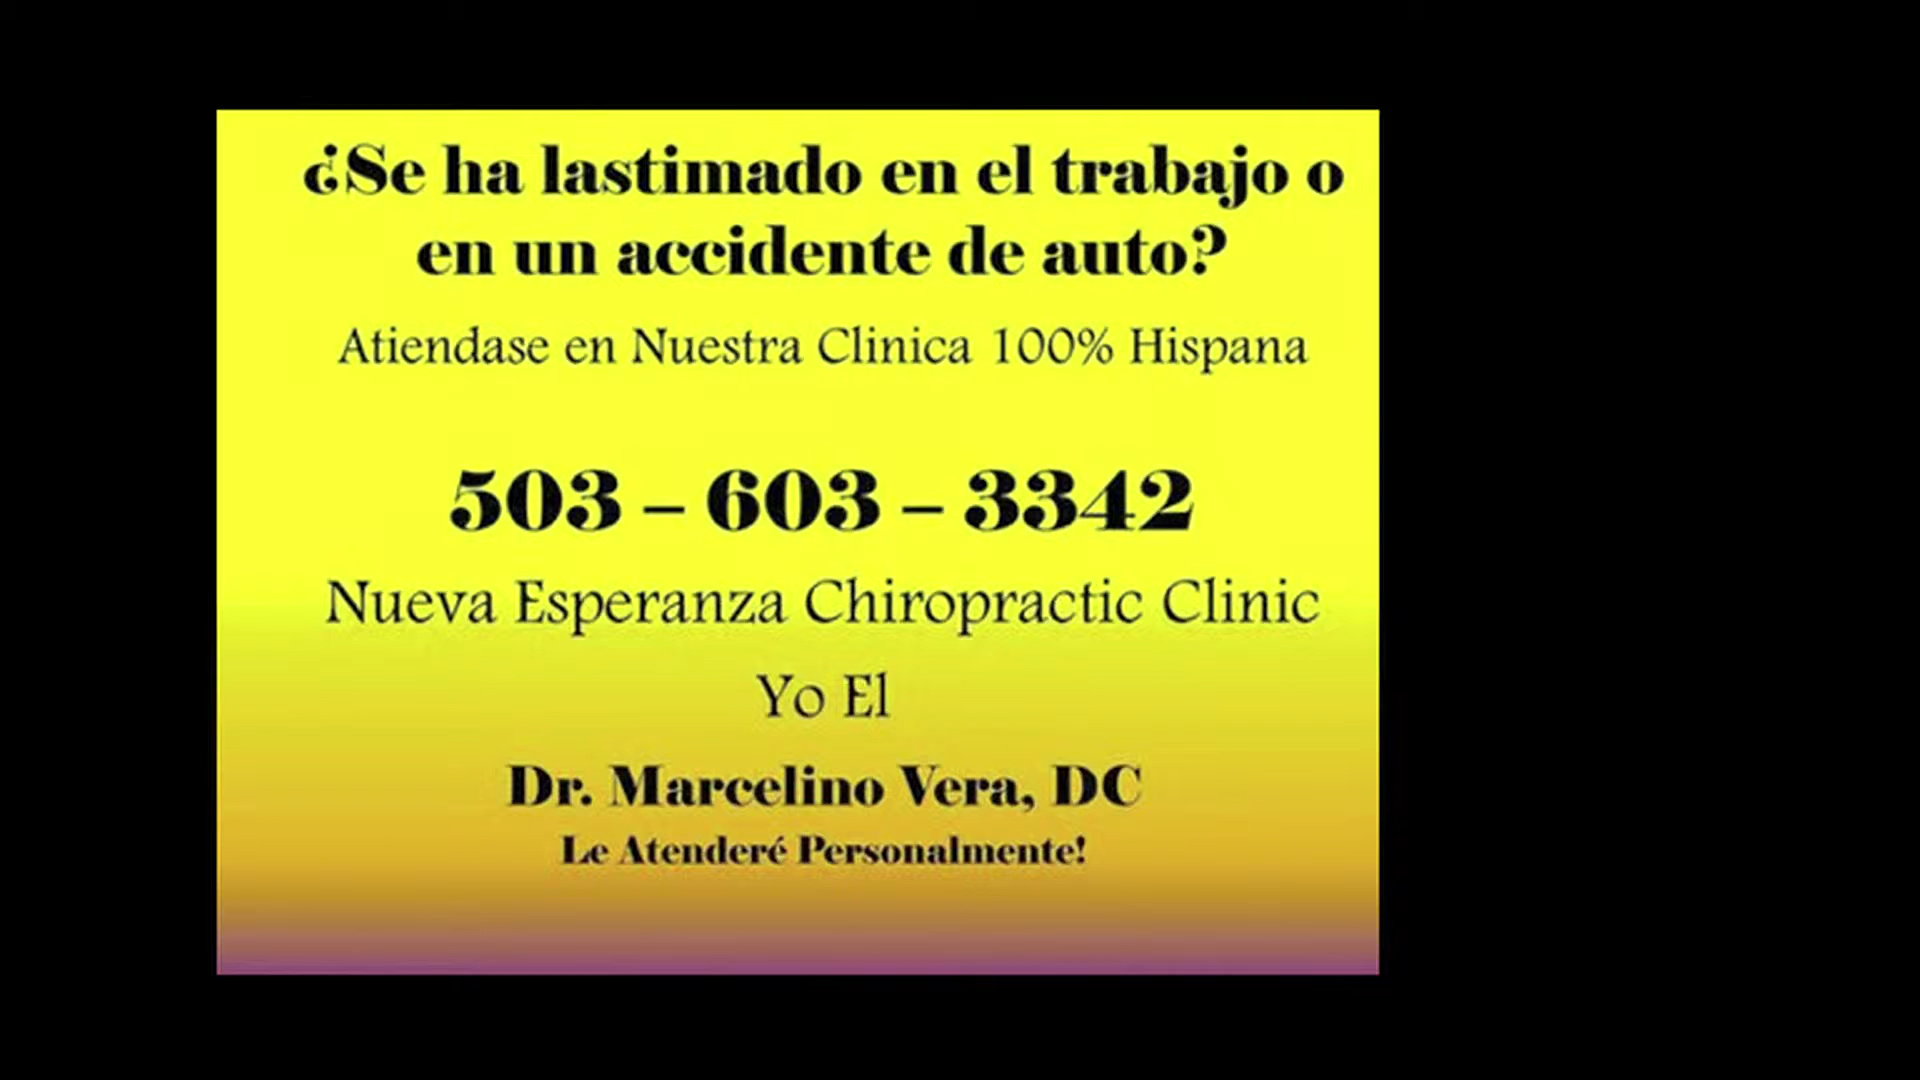 ¿Se ha lastimado en el trabajo o
en un accidente de auto?
Atiendase en Nuestra Clinica 100% Hispana
503 – 603 – 3342
Nueva Esperanza Chiropractic Clinic
Yo El
Dr. Marcelino Vera, DC
Le Atenderé Personalmente!